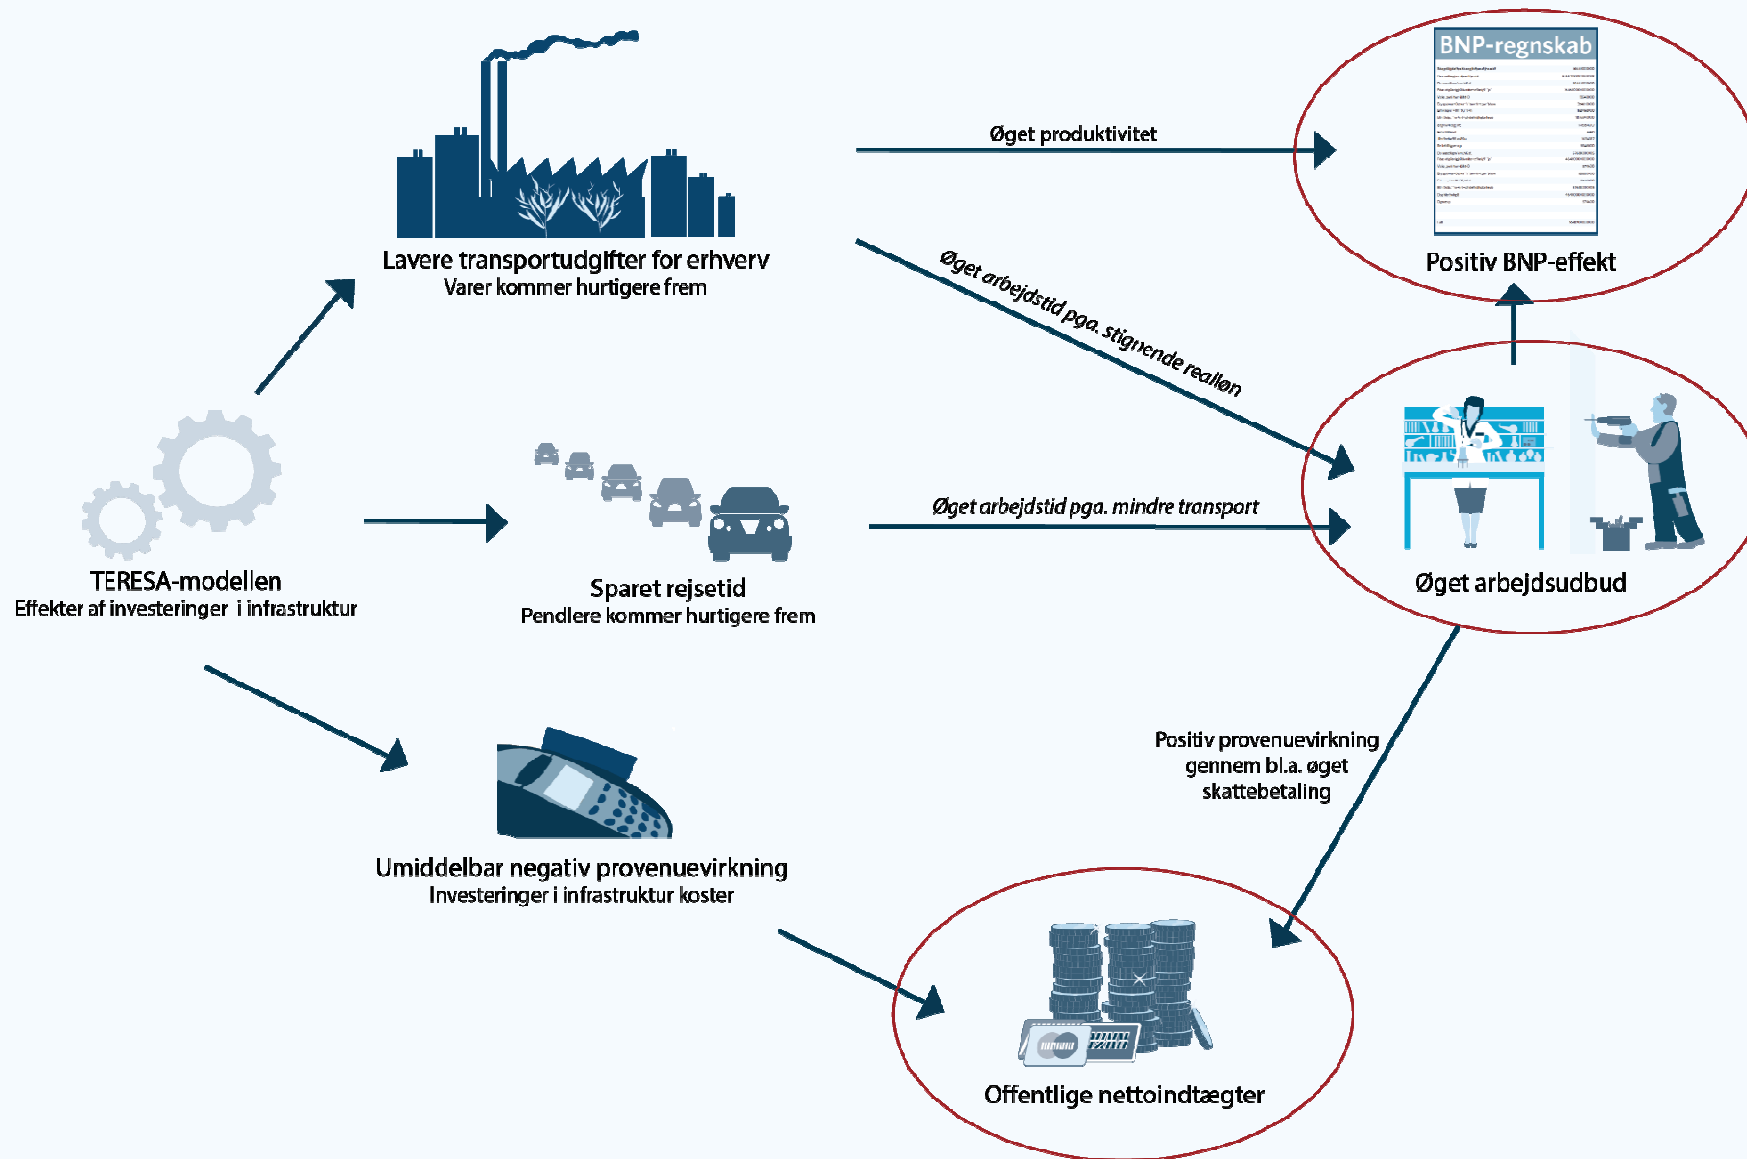 BNP-regnskab
Øget produktivitet
Lavere transportudgifter for erhverv
Varer kommer hurtigere frem
Positiv BNP-effekt
Øget arbejdstid pga. stignende realløn
Øget arbejdstid pga. mindre transport
TERESA-modellen
Effekter af investeringer i infrastruktur
Sparet rejsetid
Pendlere kommer hurtigere frem
Øget arbejdsudbud
Positiv provenuevirkning
gennem bl.a. øget
skattebetaling
Umiddelbar negativ provenuevirkning
Investeringer i infrastruktur koster
Offentlige nettoindtægter